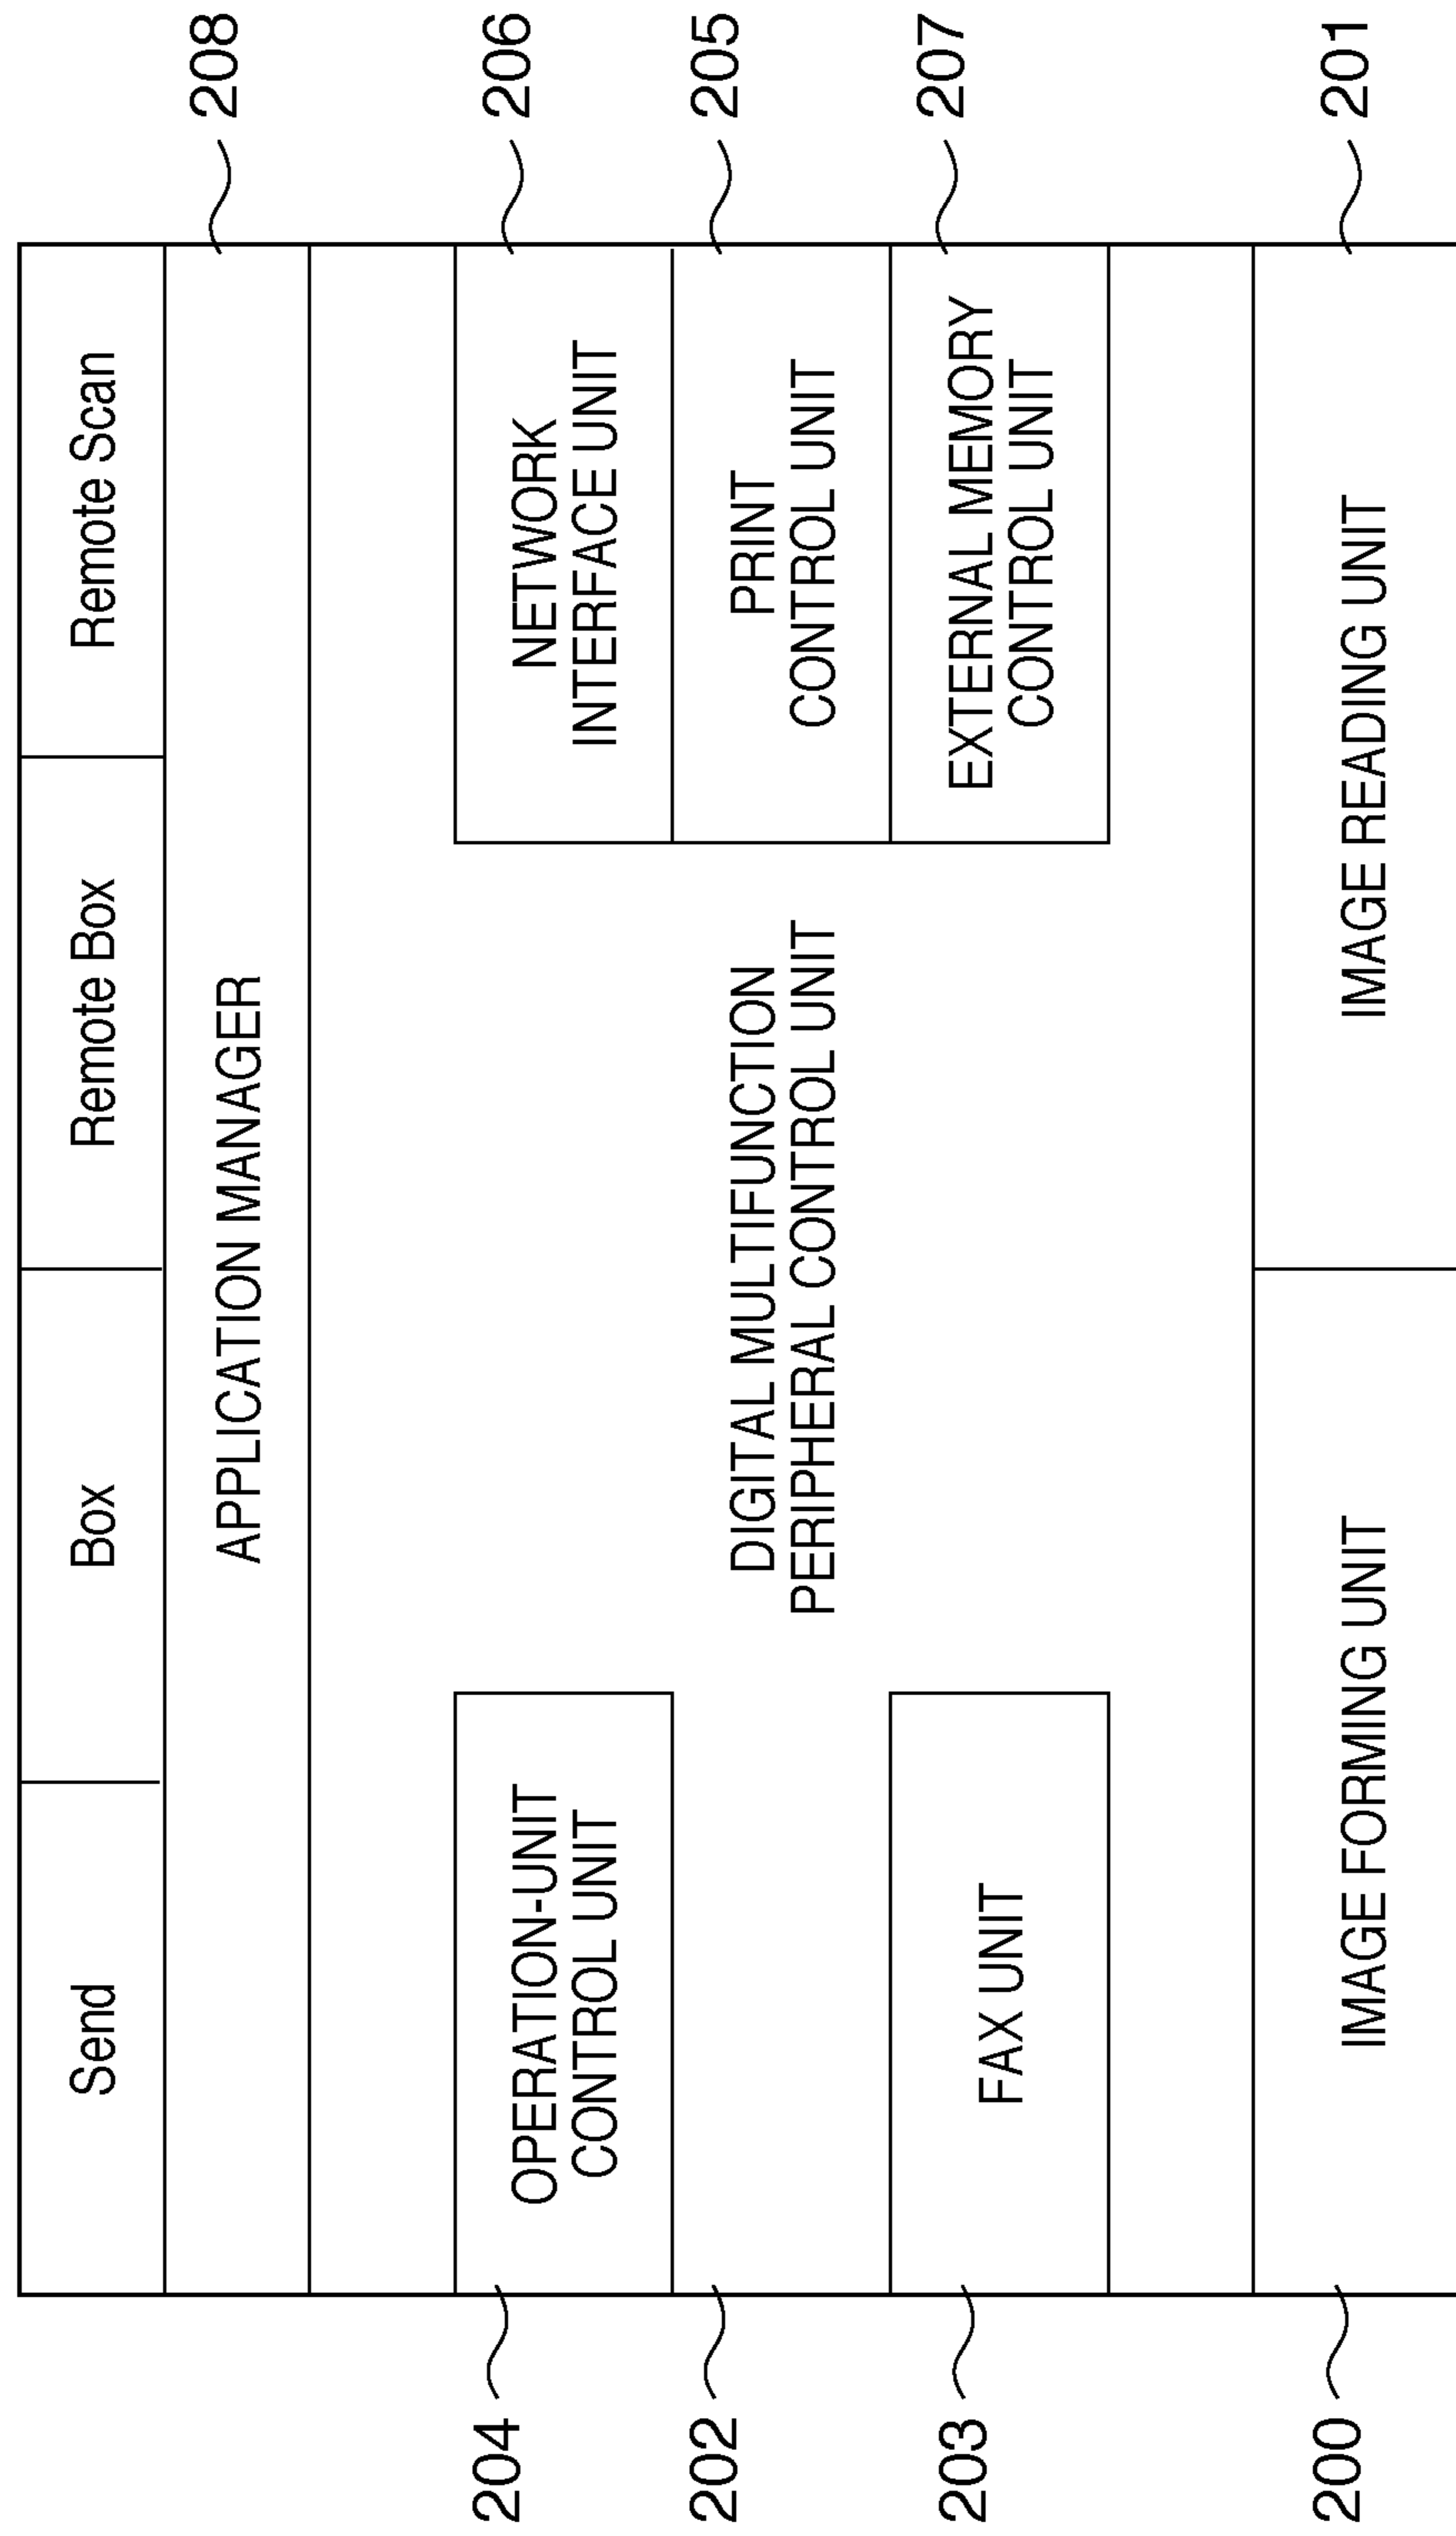 Send
Box
Remote Box
Remote Scan
APPLICATION MANAGER
208
204
OPERATION-UNIT
CONTROL UNIT
NETWORK
INTERFACE UNIT
206
202
DIGITAL MULTIFUNCTION
PERIPHERAL CONTROL UNIT
PRINT
CONTROL UNIT
205
203
FAX UNIT
EXTERNAL MEMORY
CONTROL UNIT
207
200
IMAGE FORMING UNIT
IMAGE READING UNIT
201